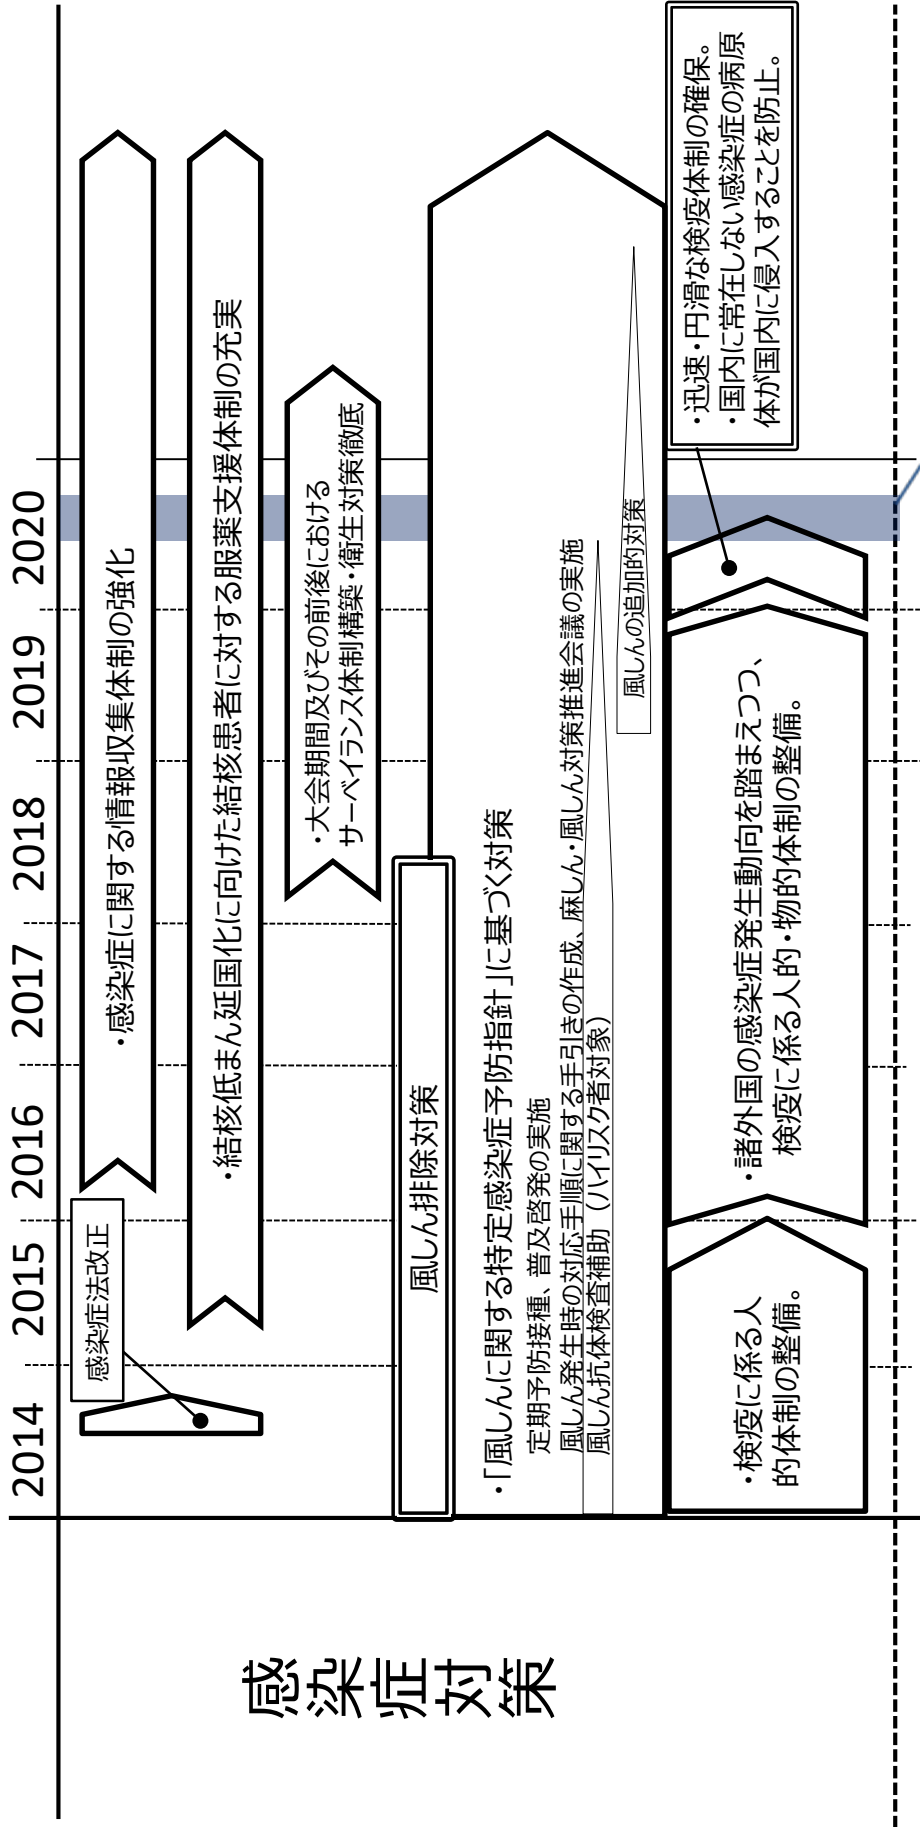 感染症対策
2014
2015
2016
2017
2018
2019
2020
感染症法改正
・感染症に関する情報収集体制の強化
・結核低まん延国化に向けた結核患者に対する服薬支援体制の充実
・大会期間及びその前後における
サーベイランス体制構築・衛生対策徹底
風しん排除対策
・「風しんに関する特定感染症予防指針」に基づく対策
定期予防接種、普及啓発の実施
風しん発生時の対応手順に関する手引きの作成、麻しん・風しん対策推進会議の実施
風しん抗体検査補助（ハイリスク者対象）
風しんの追加的対策
・検疫に係る人
的体制の整備。
・諸外国の感染症発生動向を踏まえつつ、
検疫に係る人的・物的体制の整備。
・迅速・円滑な検疫体制の確保。
・国内に常在しない感染症の病原
体が国内に侵入することを防止。